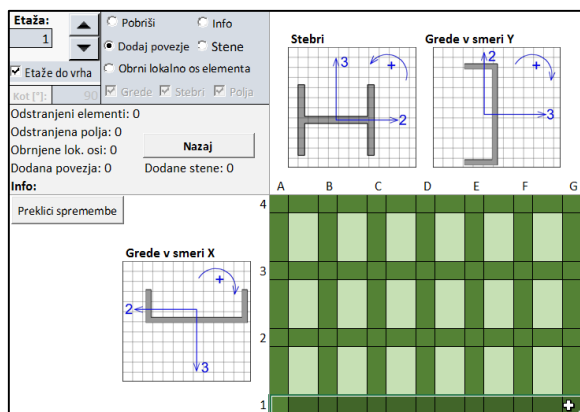 Etaža:
1
Etaže do vrha
Kot [°]: 90
Pobriši Info
Dodaj povezje Stene
Obrni lokalno os elementa
Grede Stebri Polja
Odstranjeni elementi: 0
Odstranjena polja: 0
Obrnjene lok. osi: 0
Nazaj
Dodana povezja: 0 Dodane stene: 0
Info:
Preklici spremembe
Stebri
3
+
2
Grede v smeri Y
2
+
3
Grede v smeri X
+
2
3
A B C D E F G
4
3
2
1